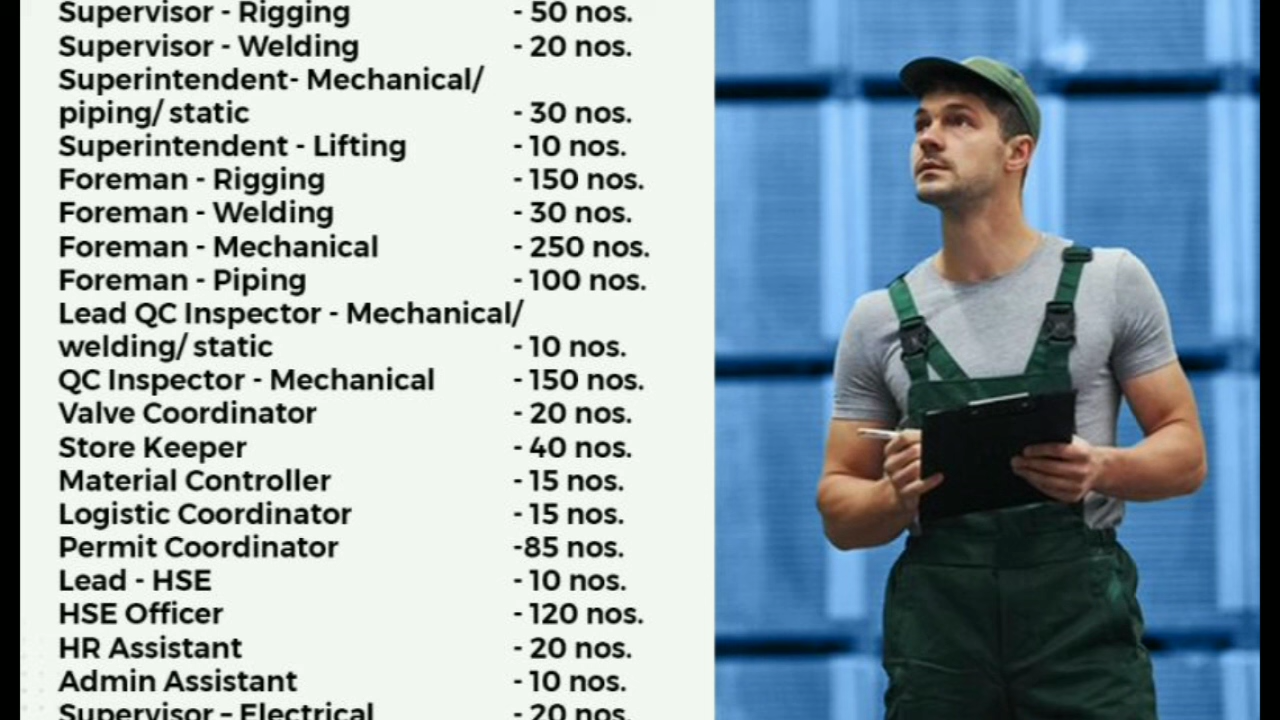 Supervisor - Rigging - 50 nos.
Supervisor - Welding - 20 nos.
Superintendent- Mechanical/
piping/ static - 30 nos.
Superintendent - Lifting - 10 nos.
Foreman - Rigging - 150 nos.
Foreman - Welding - 30 nos.
Foreman - Mechanical - 250 nos.
Foreman - Piping - 100 nos.
Lead QC Inspector - Mechanical/
welding/ static - 10 nos.
QC Inspector - Mechanical - 150 nos.
Valve Coordinator - 20 nos.
Store Keeper - 40 nos.
Material Controller - 15 nos.
Logistic Coordinator - 15 nos.
Permit Coordinator -85 nos.
Lead - HSE - 10 nos.
HSE Officer - 120 nos.
HR Assistant - 20 nos.
Admin Assistant - 10 nos.
Supervisor – Electrical - 20 nos.